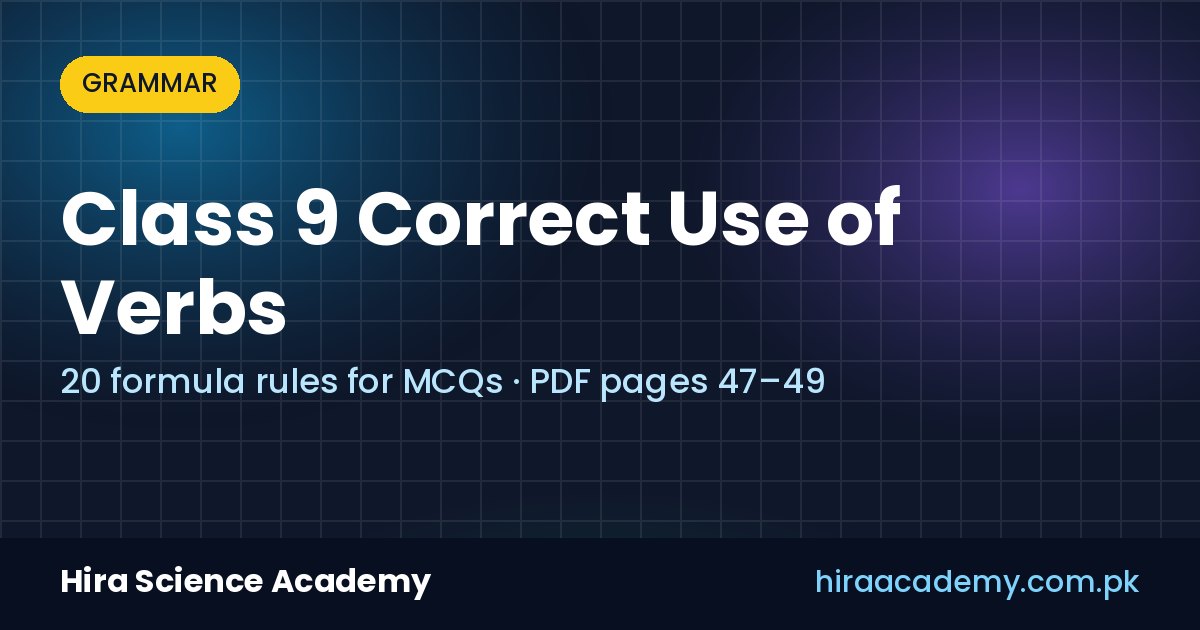 GRAMMAR
Class 9 Correct Use of
Verbs
20 formula rules for MCQs · PDF pages 47–49
Hira Science Academy
hiraacademy.com.pk